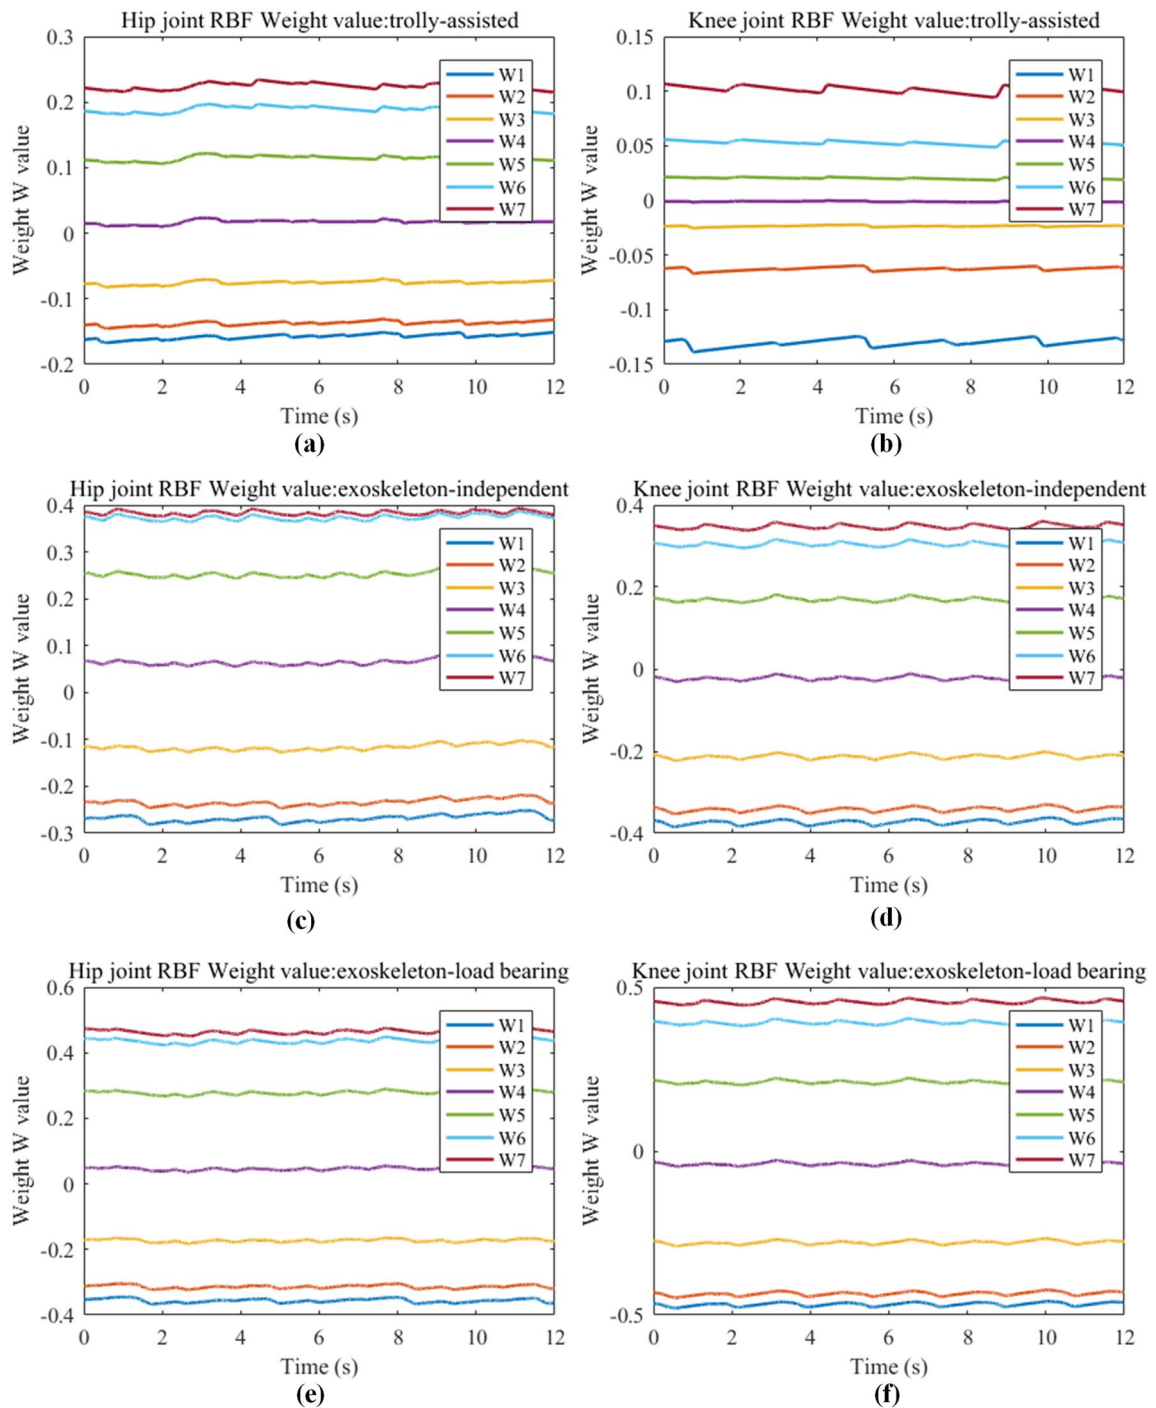 Hip joint RBF Weight value:trolly-assisted
Weight W value
0.3
0.2
0.1
0
-0.1
-0.2
W1
W2
W3
W4
W5
W6
W7
0 2 4 6 8 10 12
Time (s)
(a)
Knee joint RBF Weight value:trolly-assisted
Weight W value
0.15
0.1
0.05
0
-0.05
-0.1
-0.15
W1
W2
W3
W4
W5
W6
W7
0 2 4 6 8 10 12
Time (s)
(b)
Hip joint RBF Weight value:exoskeleton-independent
Weight W value
0.4
0.3
0.2
0.1
0
-0.1
-0.2
-0.3
W1
W2
W3
W4
W5
W6
W7
0 2 4 6 8 10 12
Time (s)
(c)
Knee joint RBF Weight value:exoskeleton-independent
Weight W value
0.4
0.2
0
-0.2
-0.4
W1
W2
W3
W4
W5
W6
W7
0 2 4 6 8 10 12
Time (s)
(d)
Hip joint RBF Weight value:exoskeleton-load bearing
Weight W value
0.6
0.4
0.2
0
-0.2
-0.4
W1
W2
W3
W4
W5
W6
W7
0 2 4 6 8 10 12
Time (s)
(e)
Knee joint RBF Weight value:exoskeleton-load bearing
Weight W value
0.5
0
-0.5
W1
W2
W3
W4
W5
W6
W7
0 2 4 6 8 10 12
Time (s)
(f)